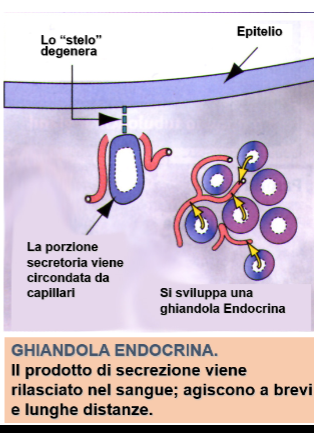 Lo “stelo”
degenera
Epitelio
La porzione
secretoria viene
circondata da
capillari
Si sviluppa una
ghiandola Endocrina
GHIANDOLA ENDOCRINA.
Il prodotto di secrezione viene
rilasciato nel sangue; agiscono a brevi
e lunghe distanze.